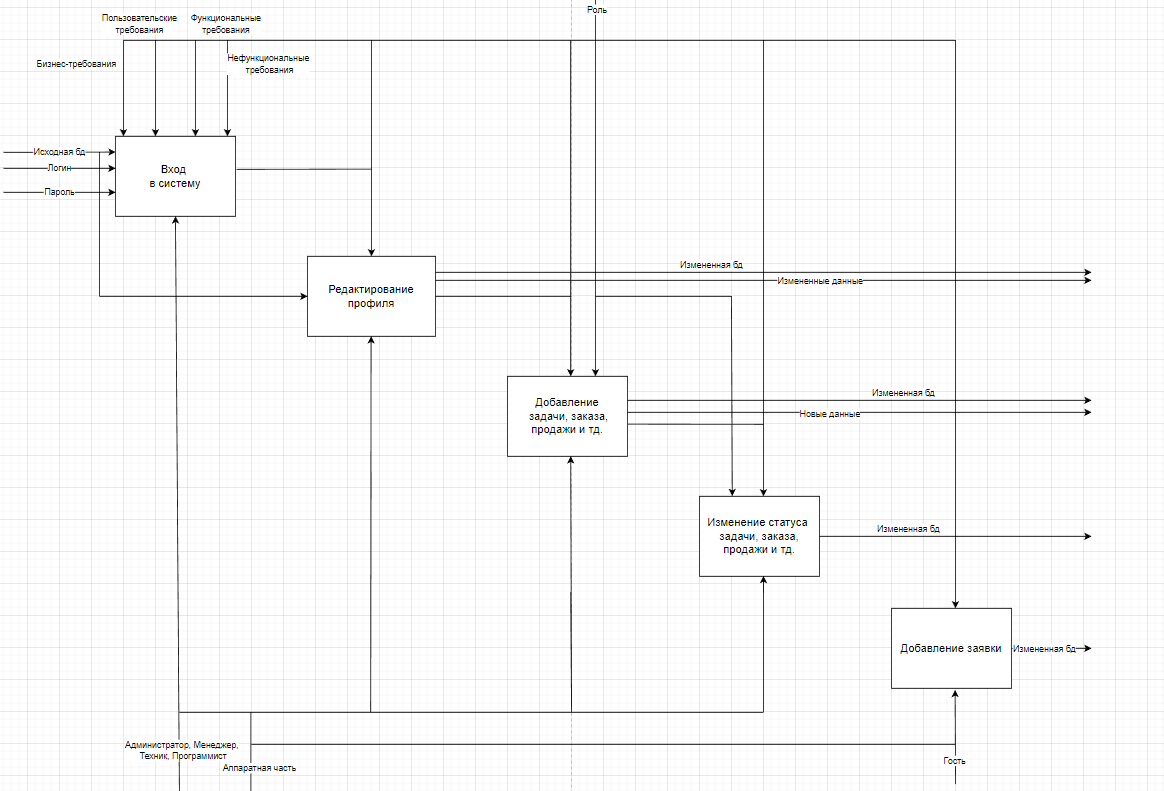 Роль
Пользовательские
требования
Функциональные
требования
Бизнес-требования
Нефункциональные
требования
Исходная бд
Логин
Пароль
Вход
в систему
Редактирование
профиля
Измененная бд
Измененные данные
Добавление
задачи, заказа,
продажи и тд.
Измененная бд
Новые данные
Изменение статуса
задачи, заказа,
продажи и тд.
Измененная бд
Добавление заявки
Измененная бд
Администратор, Менеджер,
Техник, Программист
Аппаратная часть
Гость